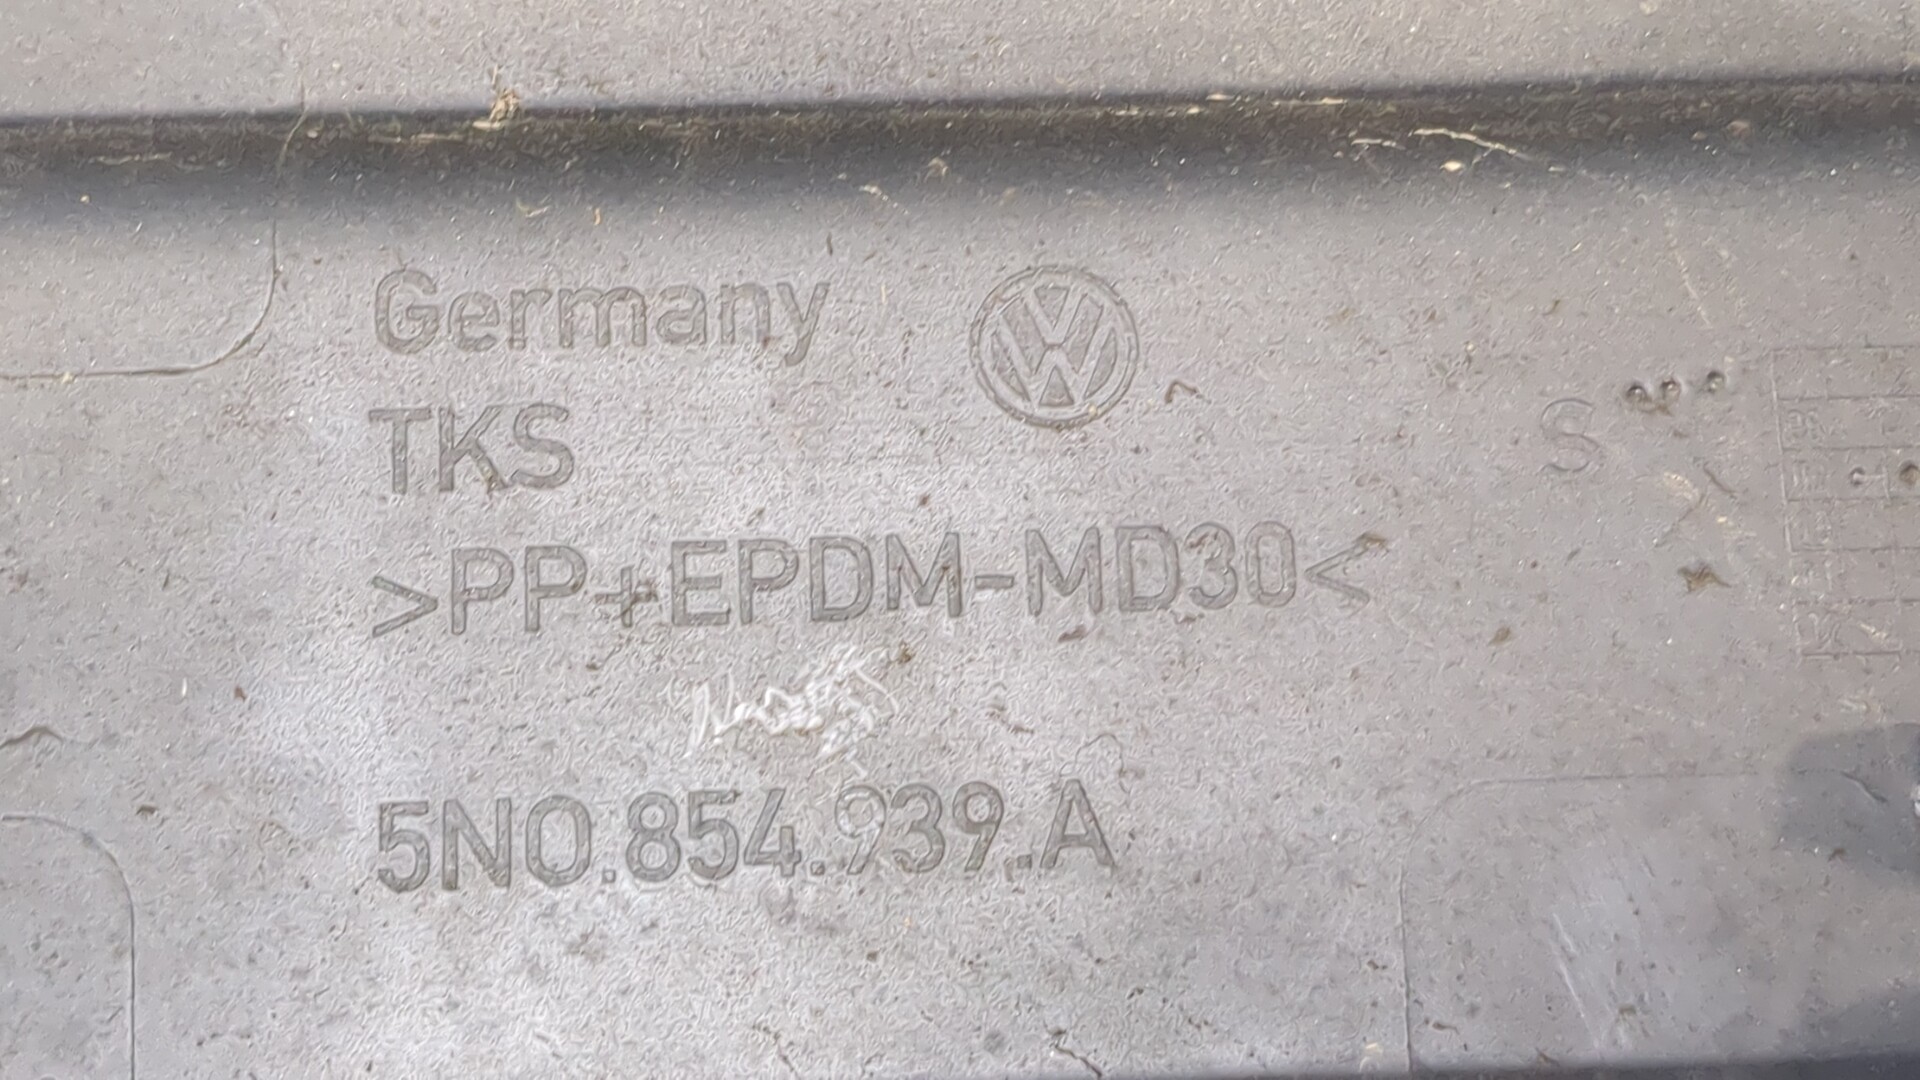 Germany
TKS
>PP+EPDM-MD30<
5N0.854.939.A
S